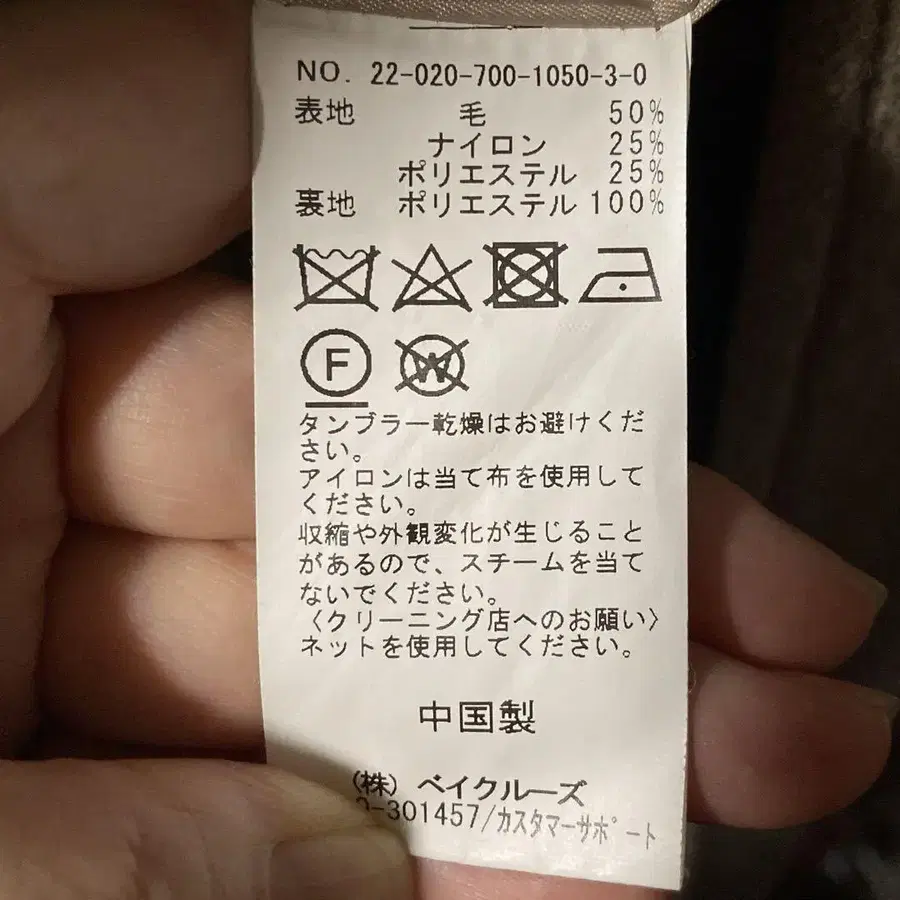 NO. 22-020-700-1050-3-0
表地 毛 50%
ナイロン 25%
ポリエステル 25%
裏地 ポリエステル 100%
F W
タンブラー乾燥はお避けくだ
さい。
アイロンは当て布を使用して
ください。
収縮や外観変化が生じること
があるので、スチームを当て
ないでください。
〈クリーニング店へのお願い〉
ネットを使用してください。
中国製
(株) ベイクルーズ
-301457/カスタマーサポート